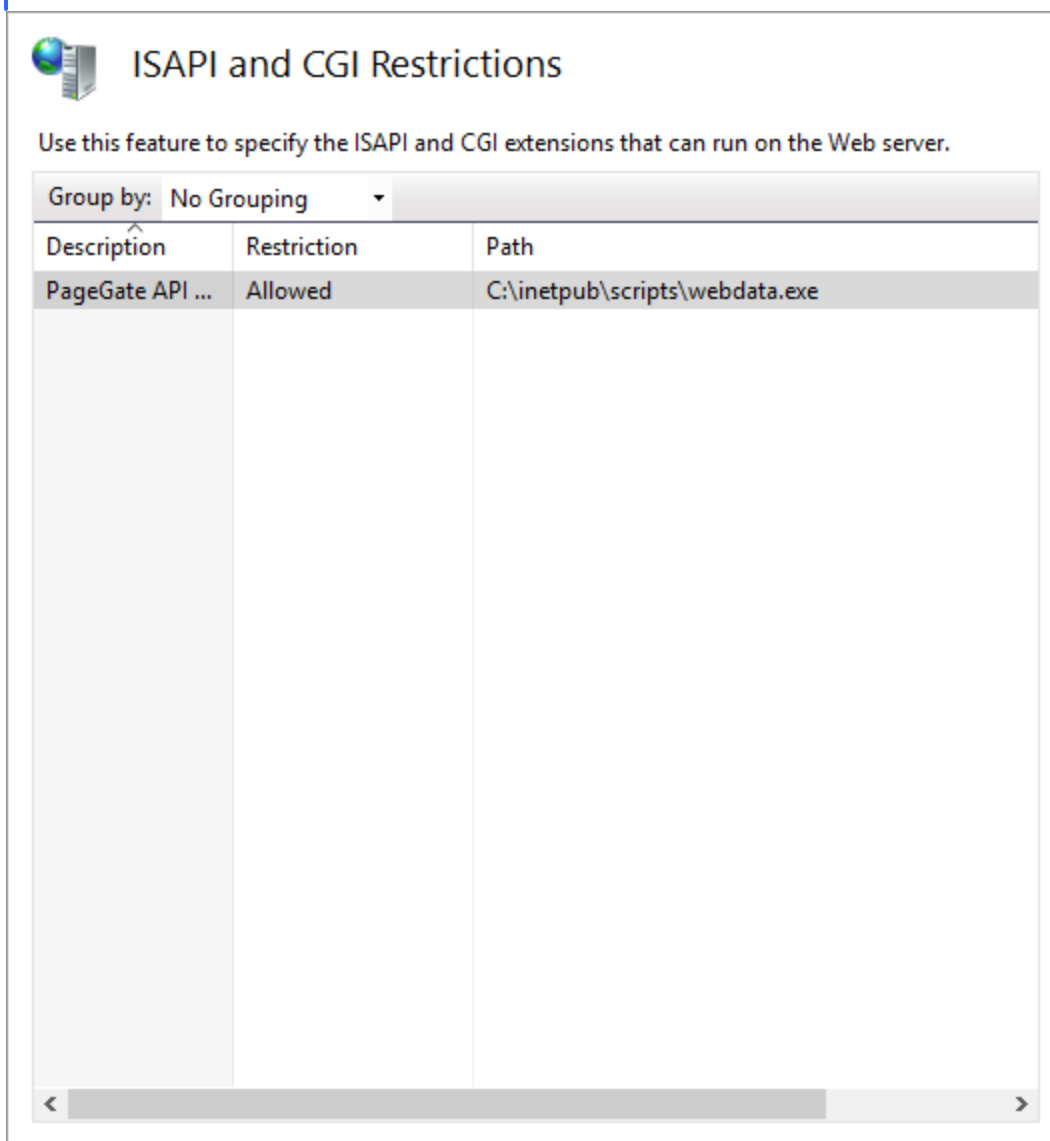 ISAPI and CGI Restrictions
Use this feature to specify the ISAPI and CGI extensions that can run on the Web server.
Group by: No Grouping
Description Restriction Path
PageGate API ... Allowed C:\inetpub\scripts\webdata.exe